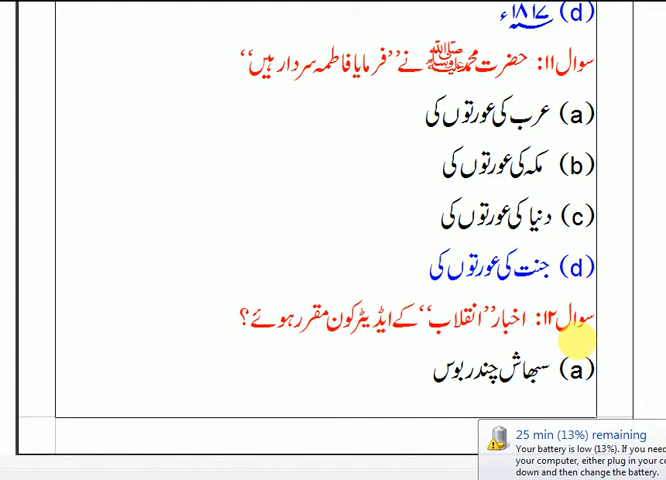 (d) ۱۸۱۷ء
سوال ۱۱: حضرت محمد ﷺ نے ’’فرمایا فاطمہ سردار ہیں‘‘
(a) عرب کی عورتوں کی
(b) مکہ کی عورتوں کی
(c) دنیا کی عورتوں کی
(d) جنت کی عورتوں کی
سوال ۱۲: اخبار ’’انقلاب‘‘ کے ایڈیٹر کون مقرر ہوئے؟
(a) سبھاش چندر بوس
25 min (13%) remaining
Your battery is low (13%). If you need
your computer, either plug in your co
down and then change the battery.